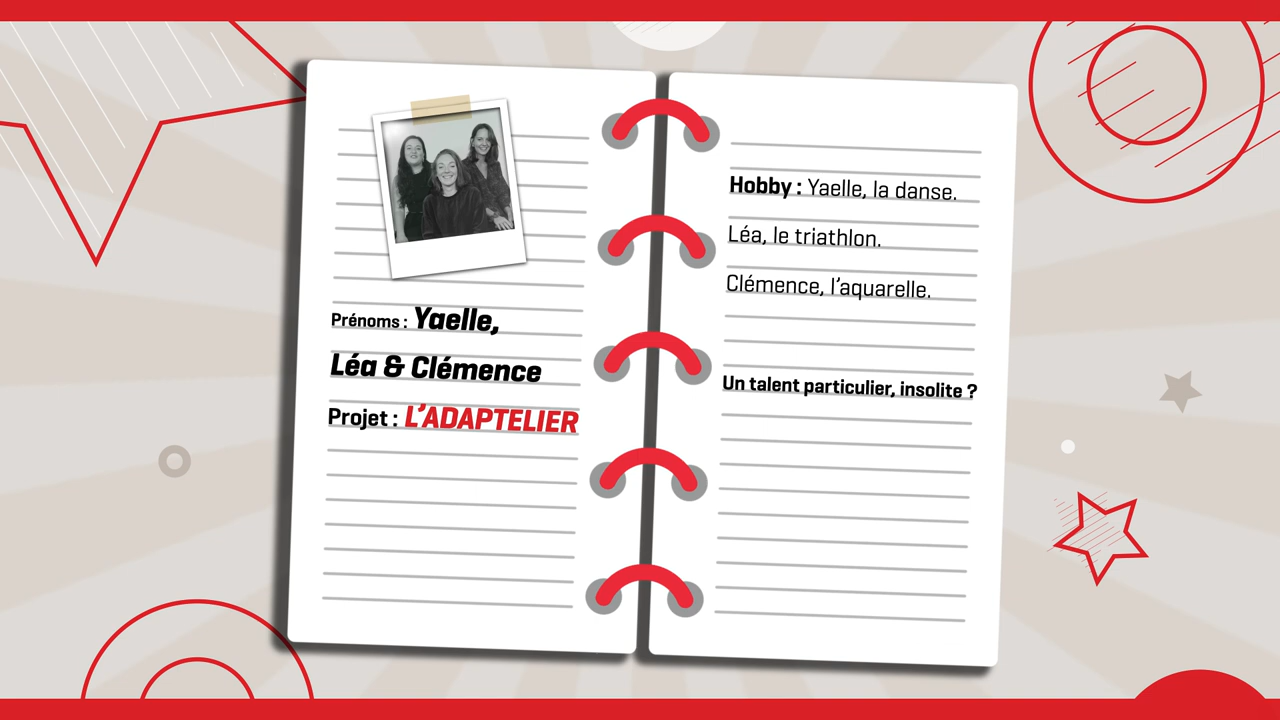 Prénoms : Yaelle,
Léa & Clémence
Projet : L'ADAPTELIER
Hobby : Yaelle, la danse.
Léa, le triathlon.
Clémence, l'aquarelle.
Un talent particulier, insolite ?